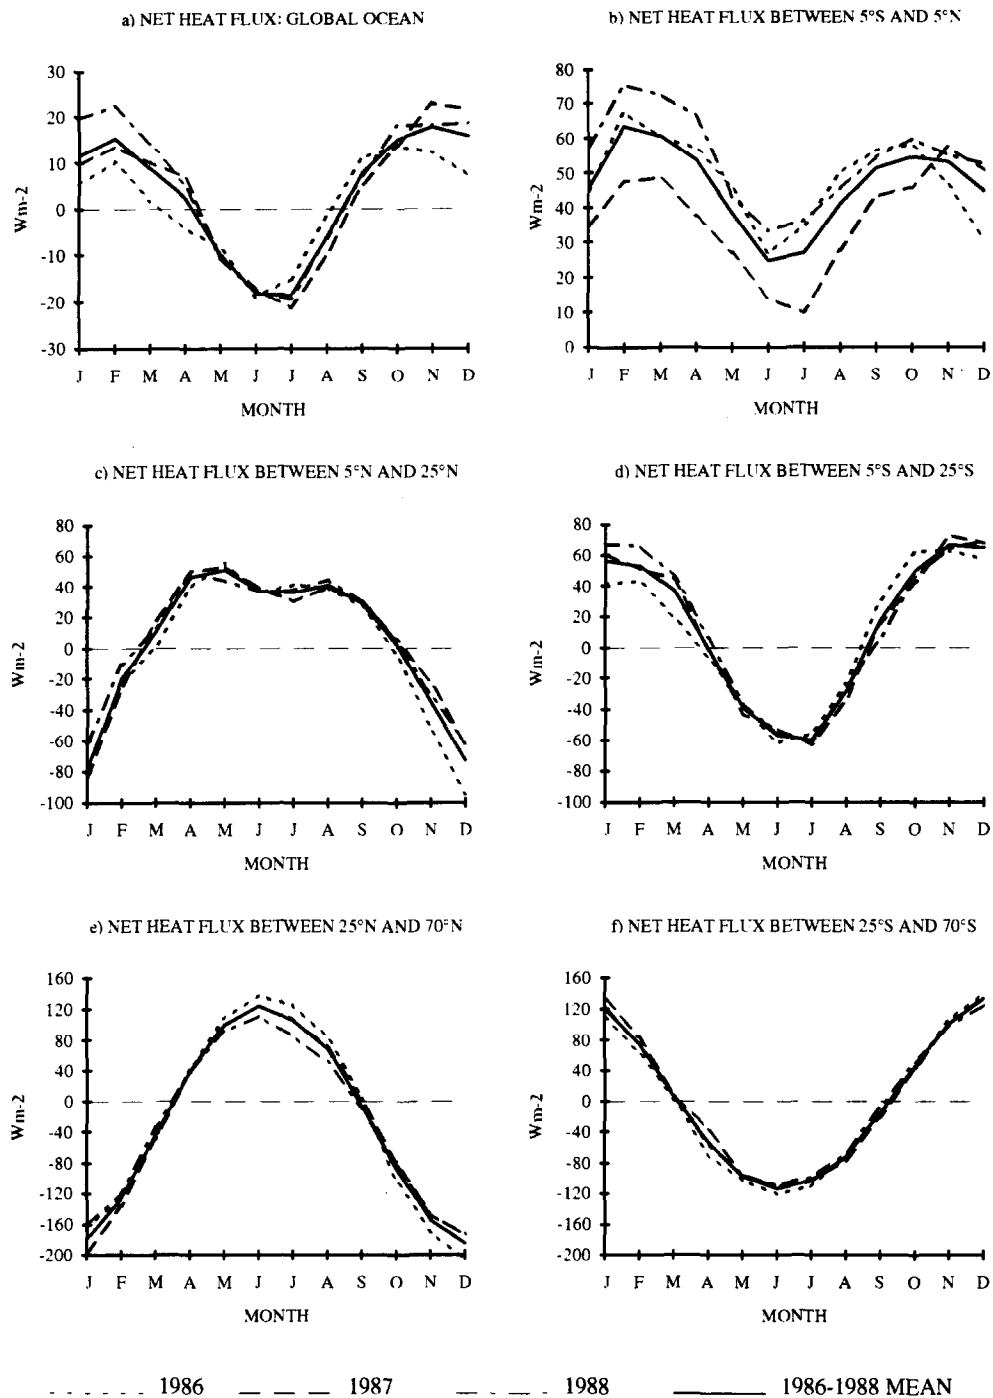 a) NET HEAT FLUX: GLOBAL OCEAN
30
20
10
0
-10
-20
-30
Wm-2
J F M A M J J A S O N D
MONTH
b) NET HEAT FLUX BETWEEN 5°S AND 5°N
80
70
60
50
40
30
20
10
0
Wm-2
J F M A M J J A S O N D
MONTH
c) NET HEAT FLUX BETWEEN 5°N AND 25°N
80
60
40
20
0
-20
-40
-60
-80
-100
Wm-2
J F M A M J J A S O N D
MONTH
d) NET HEAT FLUX BETWEEN 5°S AND 25°S
80
60
40
20
0
-20
-40
-60
-80
-100
Wm-2
J F M A M J J A S O N D
MONTH
e) NET HEAT FLUX BETWEEN 25°N AND 70°N
160
120
80
40
0
-40
-80
-120
-160
-200
Wm-2
J F M A M J J A S O N D
MONTH
f) NET HEAT FLUX BETWEEN 25°S AND 70°S
160
120
80
40
0
-40
-80
-120
-160
-200
Wm-2
J F M A M J J A S O N D
MONTH
1986 1987 1988 1986-1988 MEAN